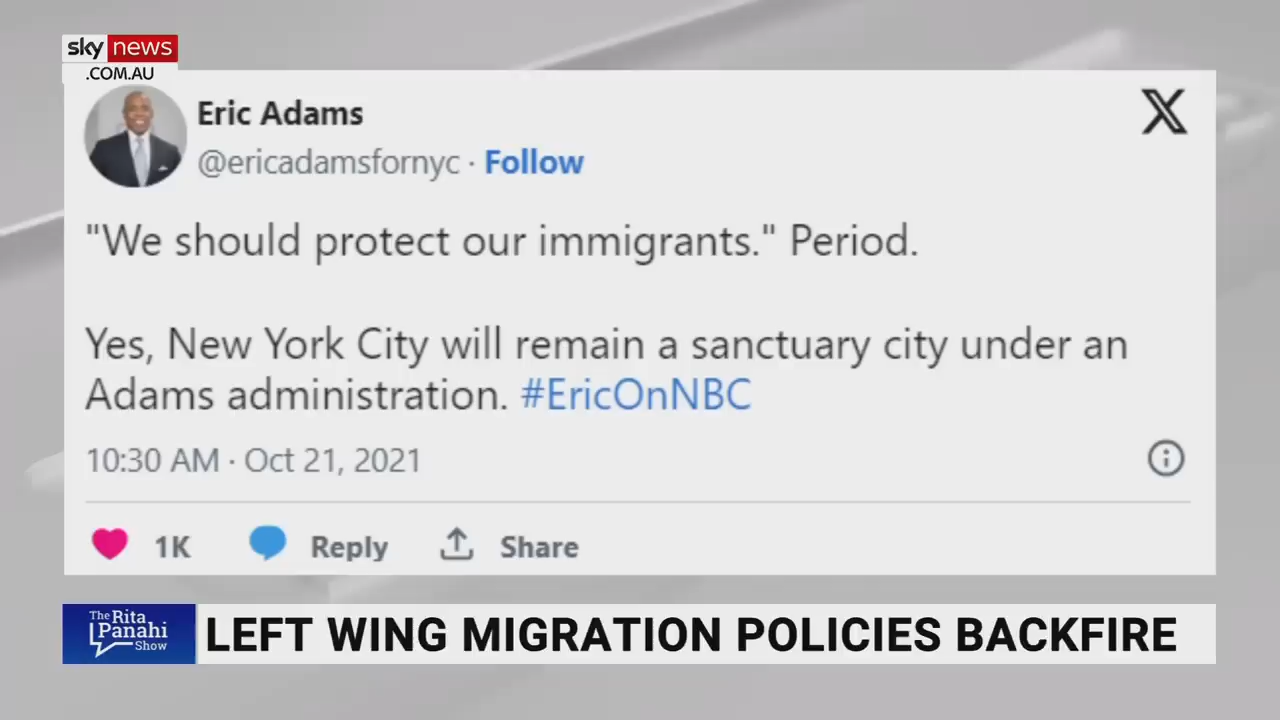 sky news
.COM.AU
Eric Adams
@ericadamsfornyc · Follow
"We should protect our immigrants." Period.
Yes, New York City will remain a sanctuary city under an
Adams administration. #EricOnNBC
10:30 AM · Oct 21, 2021
1K Reply Share
The Rita
Panahi
Show
LEFT WING MIGRATION POLICIES BACKFIRE